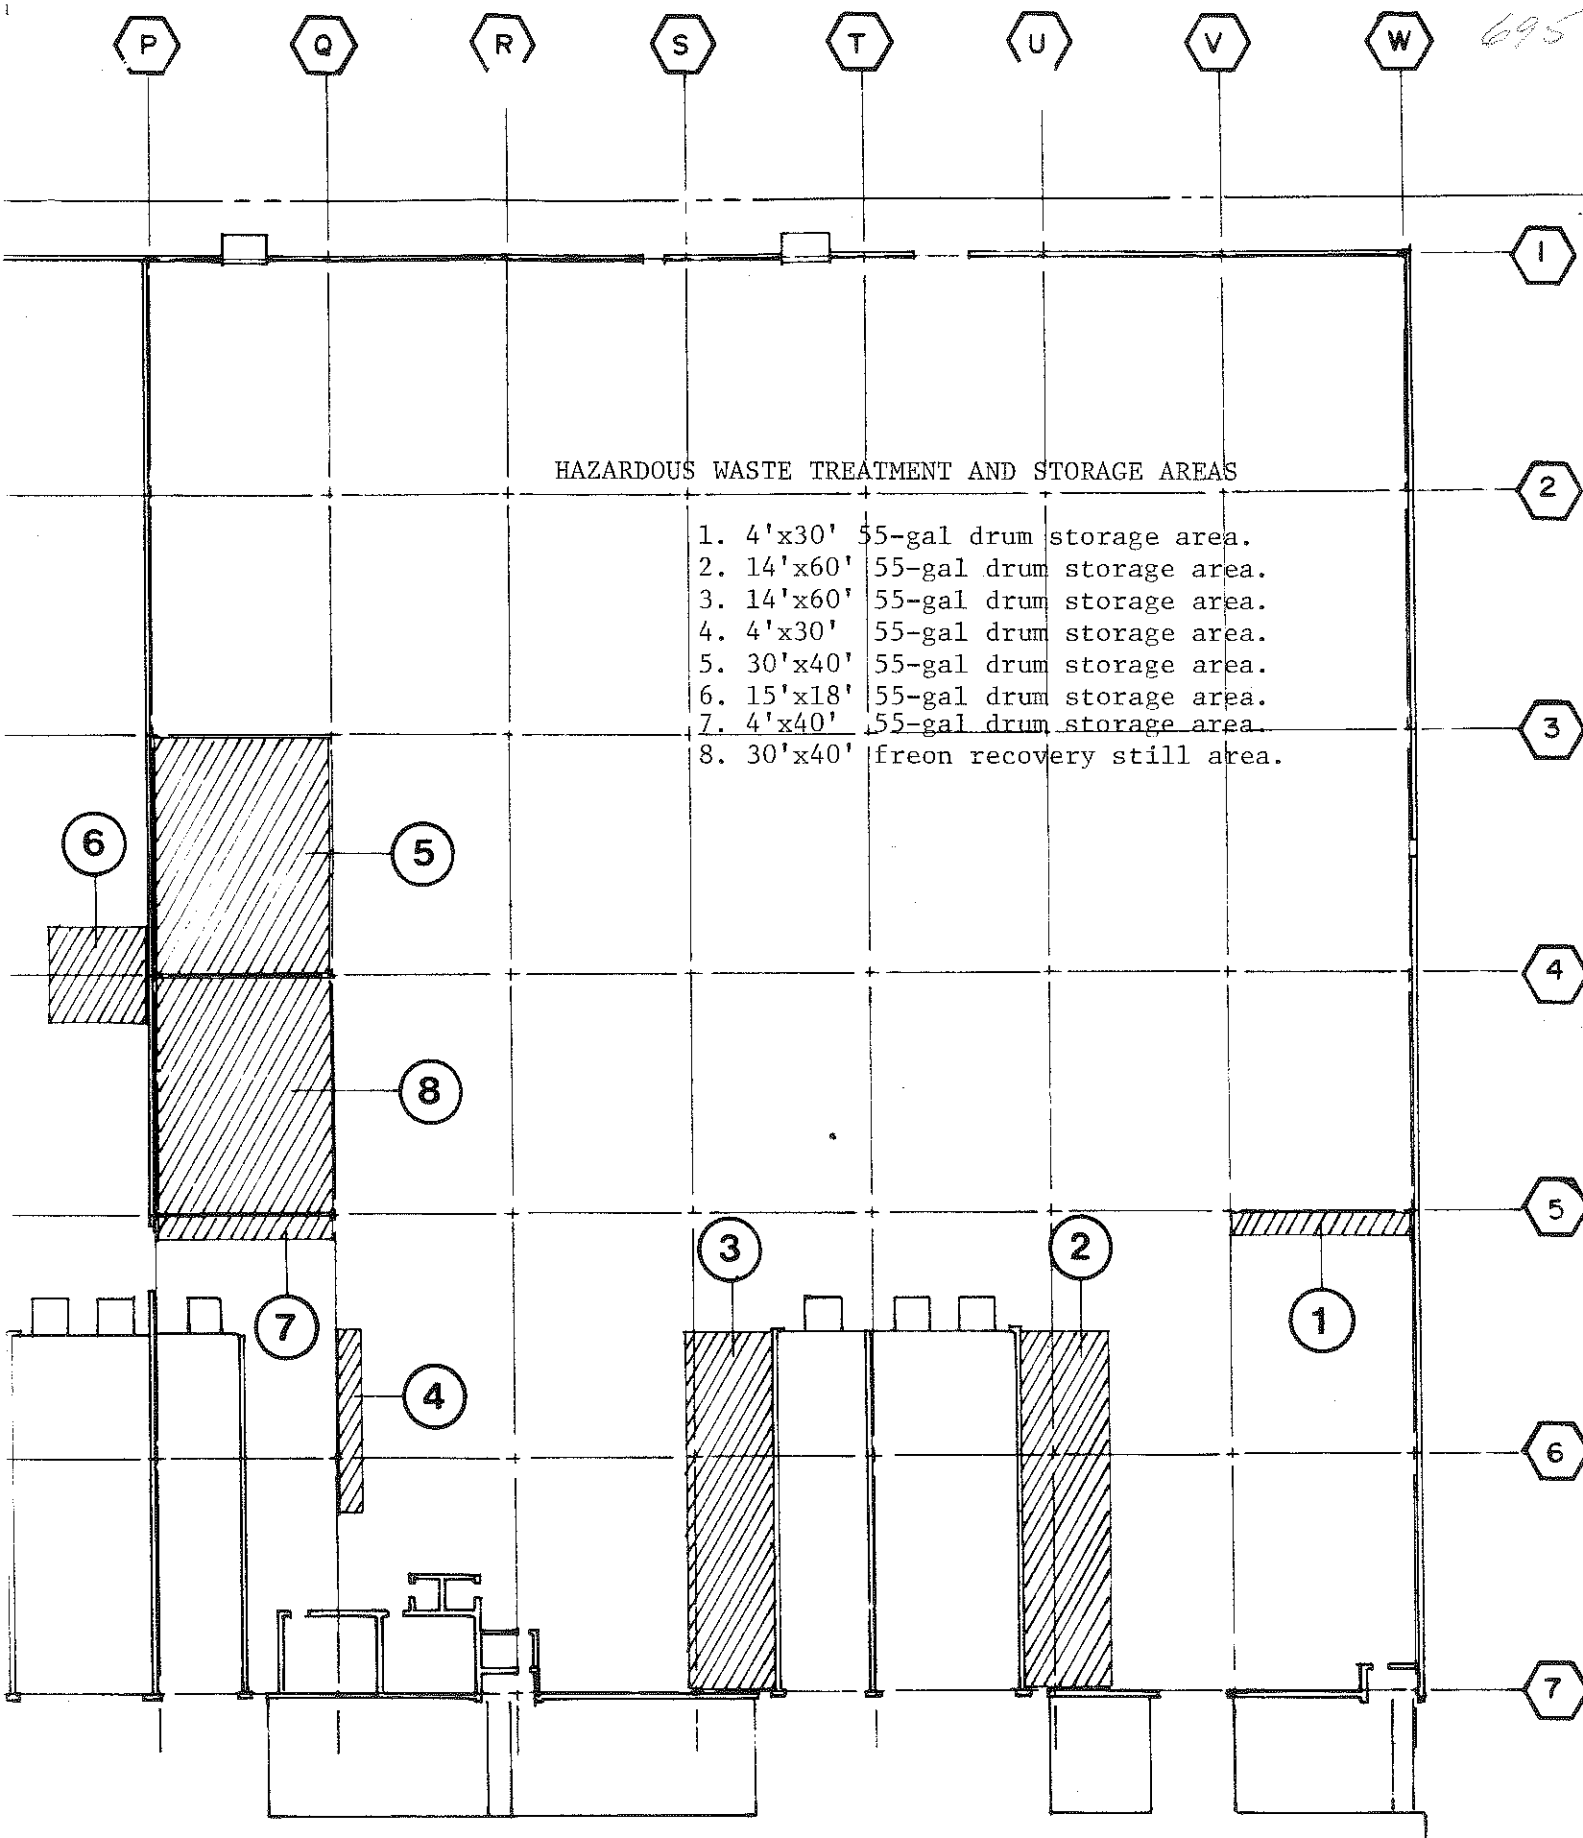 P Q R S T U V W 695
1
HAZARDOUS WASTE TREATMENT AND STORAGE AREAS
2
1. 4'x30' 55-gal drum storage area.
2. 14'x60' 55-gal drum storage area.
3. 14'x60' 55-gal drum storage area.
4. 4'x30' 55-gal drum storage area.
5. 30'x40' 55-gal drum storage area.
6. 15'x18' 55-gal drum storage area.
7. 4'x40' 55-gal drum storage area.
8. 30'x40' freon recovery still area.
3
6
5
4
8
5
3
2
7
1
4
6
7